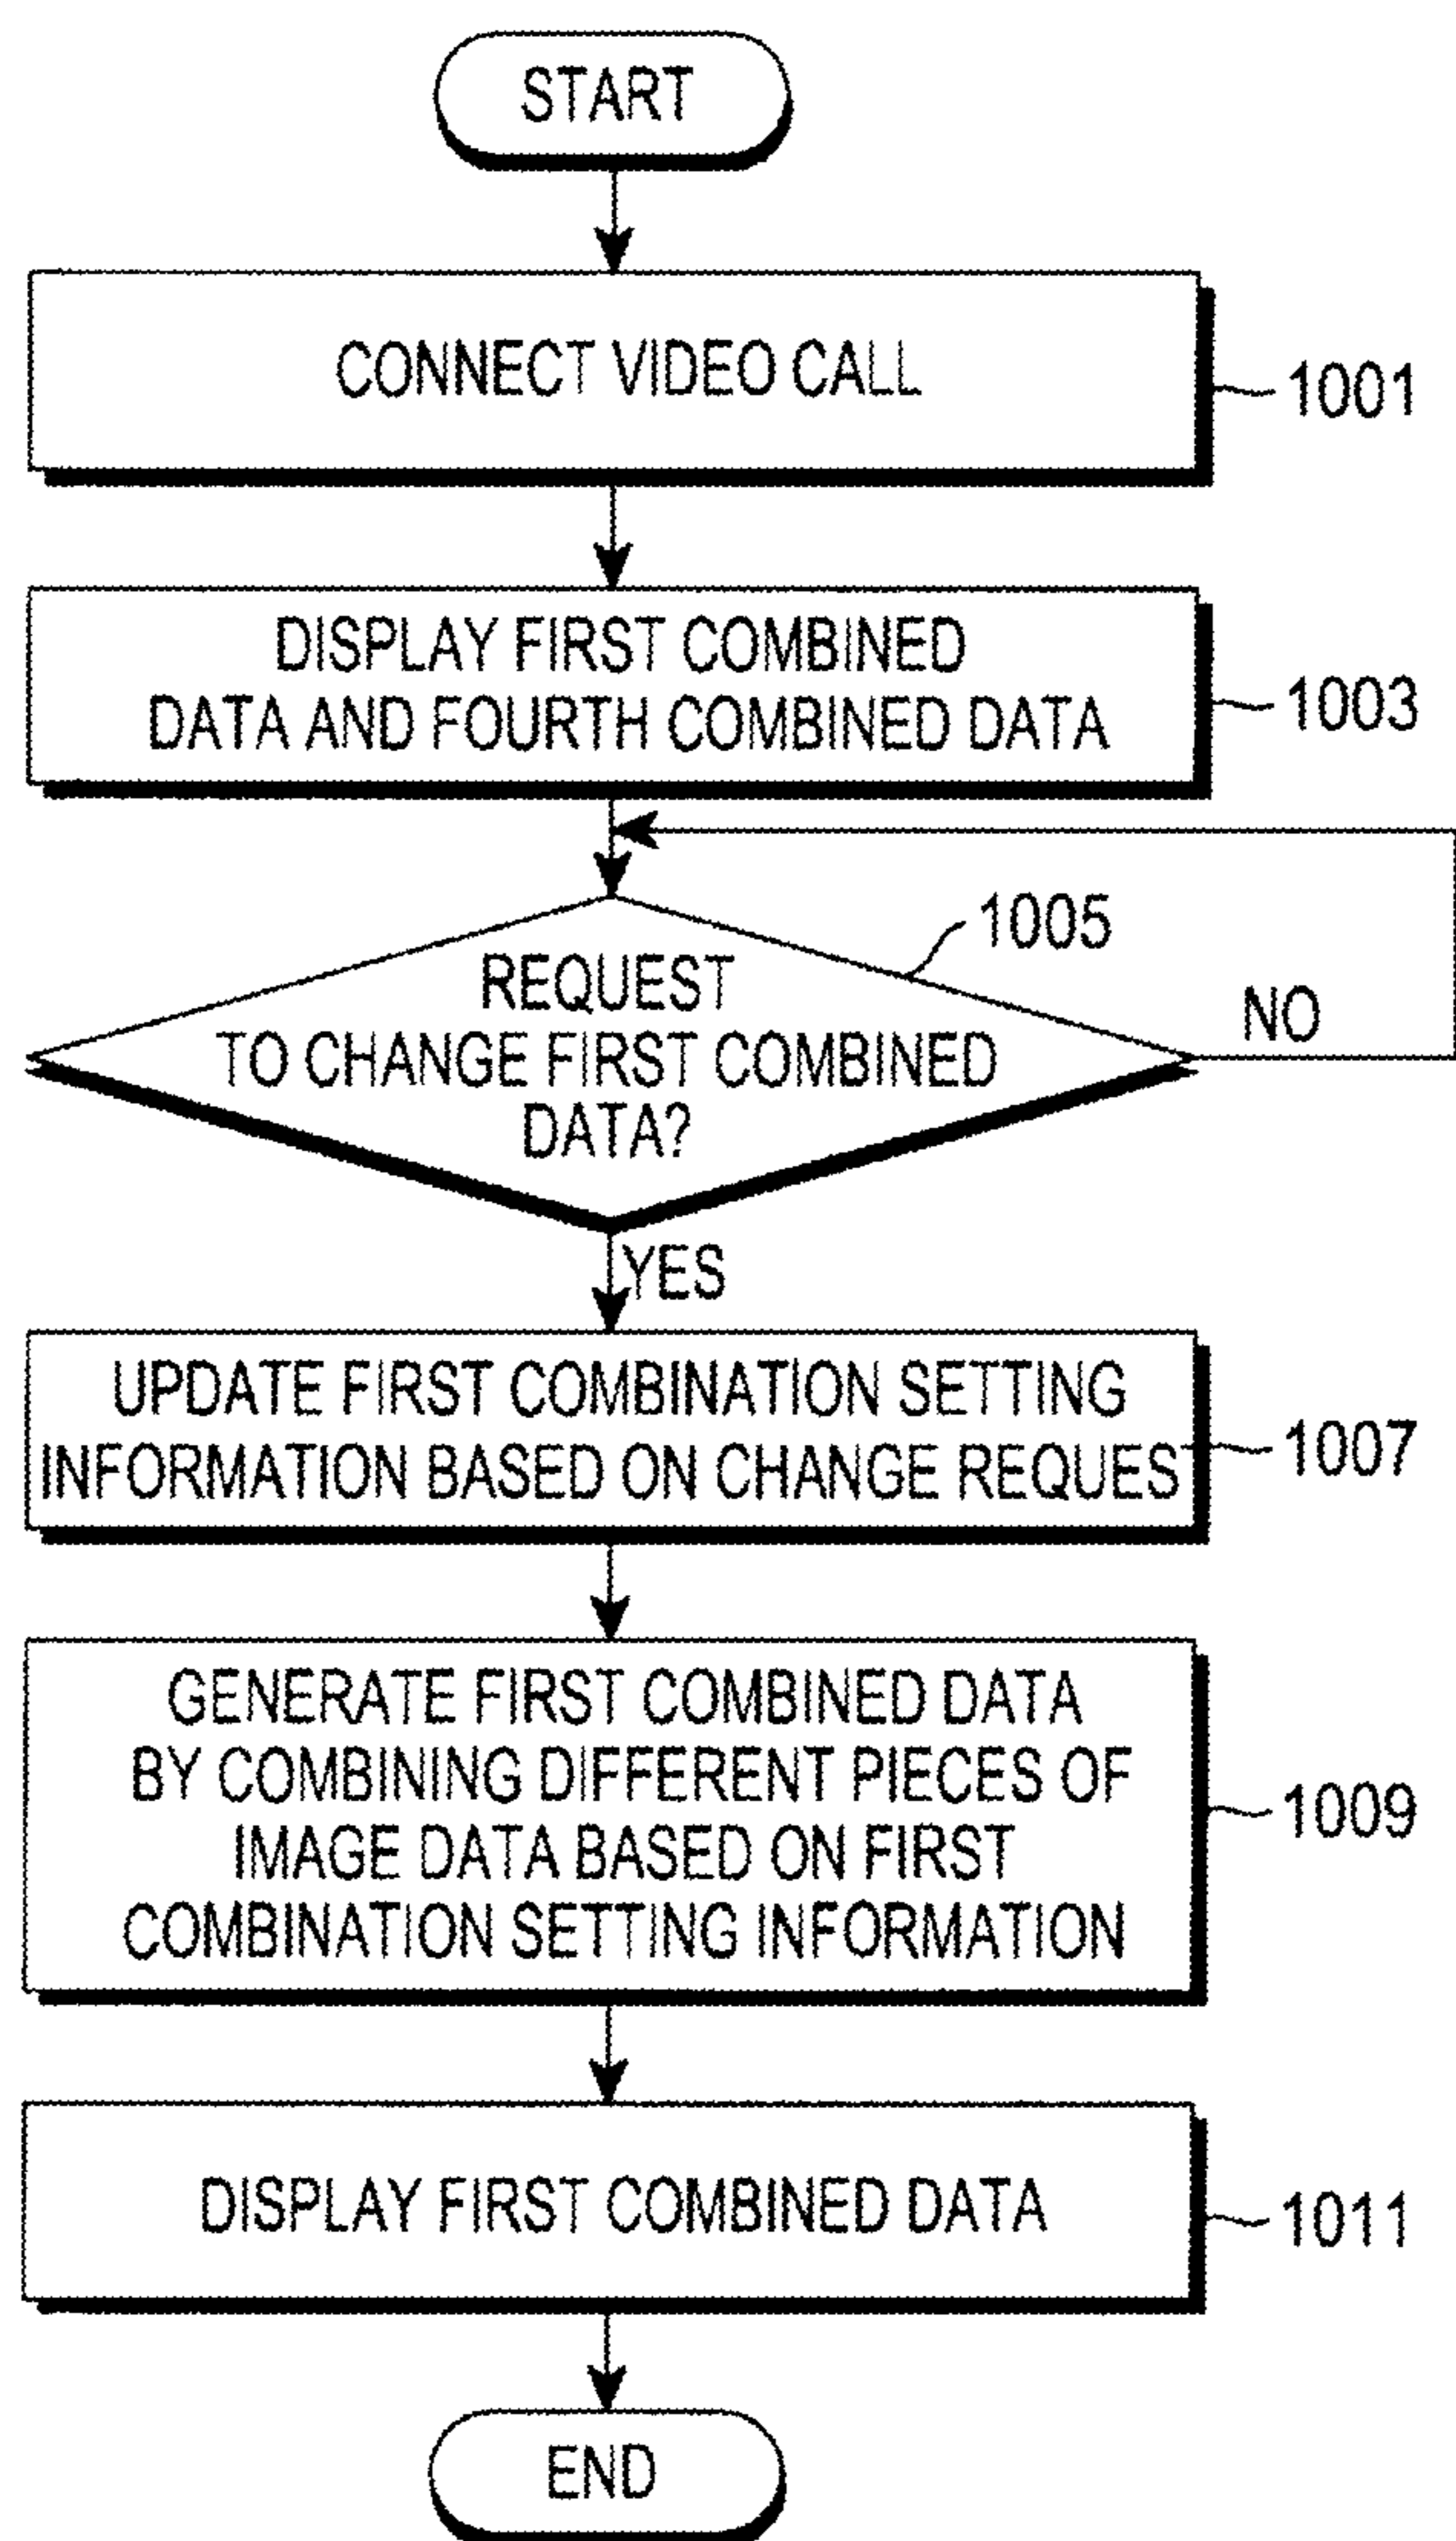 START
CONNECT VIDEO CALL
1001
DISPLAY FIRST COMBINED
DATA AND FOURTH COMBINED DATA
1003
1005
REQUEST
TO CHANGE FIRST COMBINED
DATA?
NO
YES
UPDATE FIRST COMBINATION SETTING
INFORMATION BASED ON CHANGE REQUEST
1007
GENERATE FIRST COMBINED DATA
BY COMBINING DIFFERENT PIECES OF
IMAGE DATA BASED ON FIRST
COMBINATION SETTING INFORMATION
1009
DISPLAY FIRST COMBINED DATA
1011
END